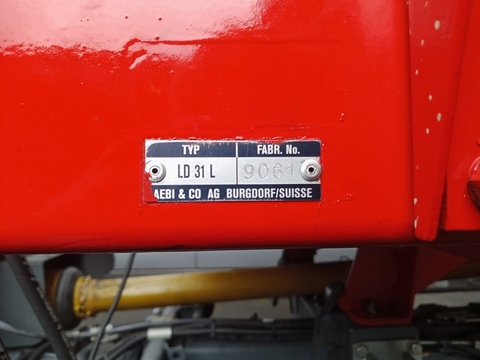 TYP FABR. No.
LD 31 L 9061
AEBI & CO AG BURGDORF/SUISSE